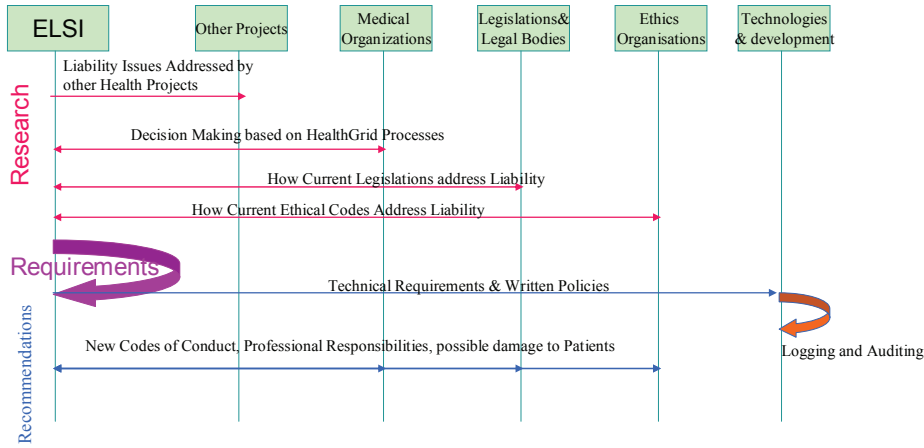 ELSI
Other Projects
Medical
Organizations
Legislations&
Legal Bodies
Ethics
Organisations
Technologies
& development
Research
Liability Issues Addressed by
other Health Projects
Decision Making based on HealthGrid Processes
How Current Legislations address Liability
How Current Ethical Codes Address Liability
Requirements
Technical Requirements & Written Policies
Recommendations
New Codes of Conduct, Professional Responsibilities, possible damage to Patients
Logging and Auditing